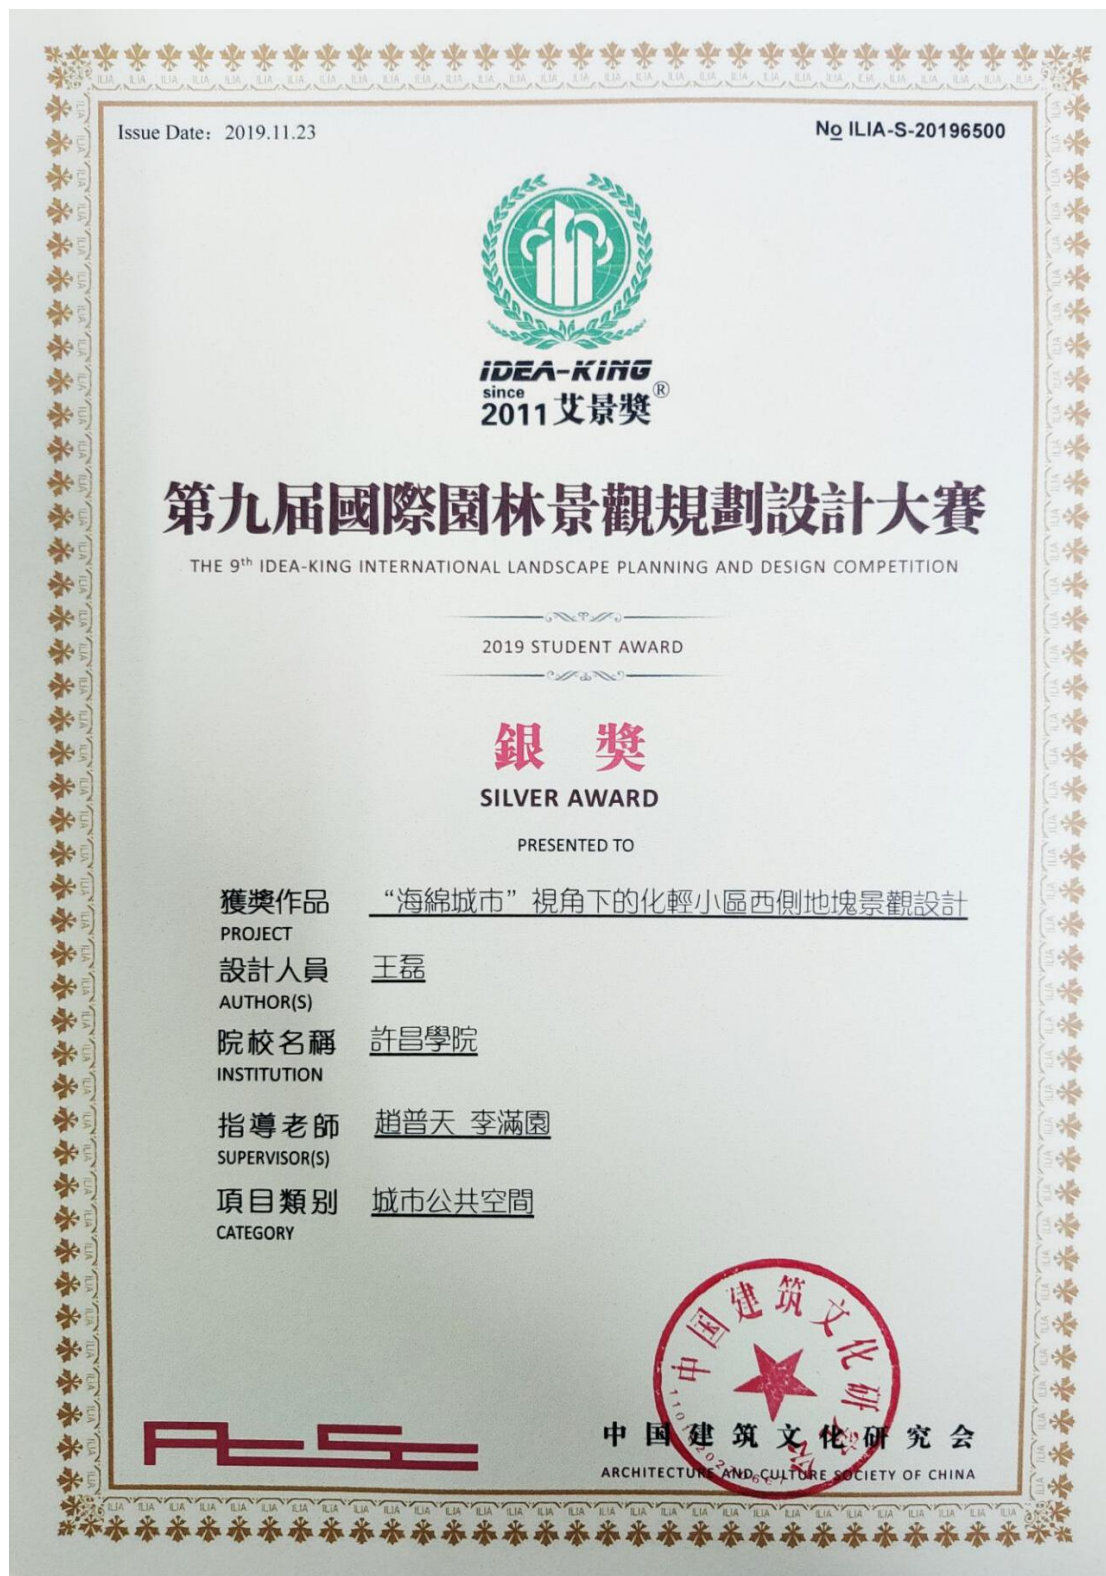 Issue Date: 2019.11.23
No ILIA-S-20196500
IDEA-KING
since
2011 艾景獎®
第九届國際園林景觀規劃設計大賽
THE 9th IDEA-KING INTERNATIONAL LANDSCAPE PLANNING AND DESIGN COMPETITION
2019 STUDENT AWARD
銀 獎
SILVER AWARD
PRESENTED TO
獲獎作品 “海綿城市”視角下的化輕小區西側地塊景觀設計
PROJECT
設計人員 王磊
AUTHOR(S)
院校名稱 許昌學院
INSTITUTION
指導老師 趙普天 李滿園
SUPERVISOR(S)
項目類別 城市公共空間
CATEGORY
中国建筑文化研究会
中国建筑文化研究会
ARCHITECTURE AND CULTURE SOCIETY OF CHINA